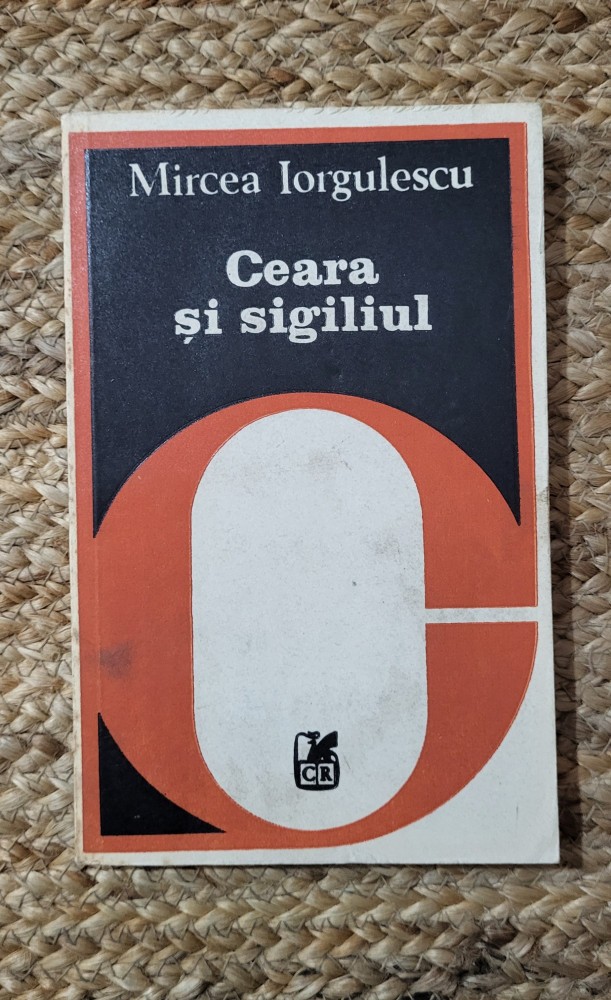 Mircea Iorgulescu
Ceara
și sigiliul
CR